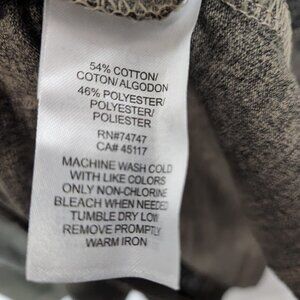 54% COTTON/
COTON/ALGODON
46% POLYESTER/
POLYESTER/
POLIESTER
RN#74747
CA# 45117
MACHINE WASH COLD
WITH LIKE COLORS
ONLY NON-CHLORINE
BLEACH WHEN NEEDED
TUMBLE DRY LOW
REMOVE PROMPTLY
WARM IRON